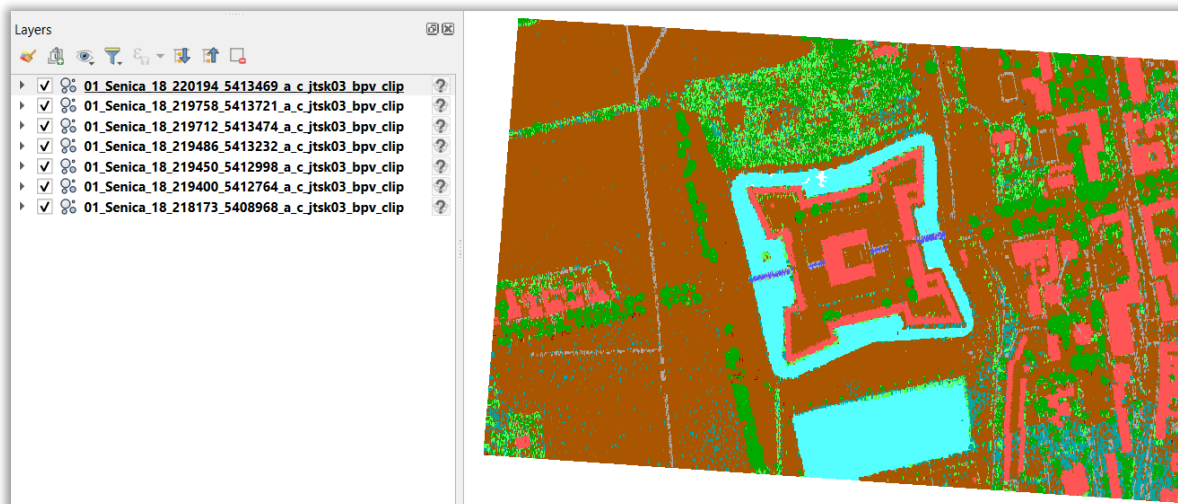 Layers
01_Senica_18_220194_5413469_a_c_jtsk03_bpv_clip
01_Senica_18_219758_5413721_a_c_jtsk03_bpv_clip
01_Senica_18_219712_5413474_a_c_jtsk03_bpv_clip
01_Senica_18_219486_5413232_a_c_jtsk03_bpv_clip
01_Senica_18_219450_5412998_a_c_jtsk03_bpv_clip
01_Senica_18_219400_5412764_a_c_jtsk03_bpv_clip
01_Senica_18_218173_5408968_a_c_jtsk03_bpv_clip